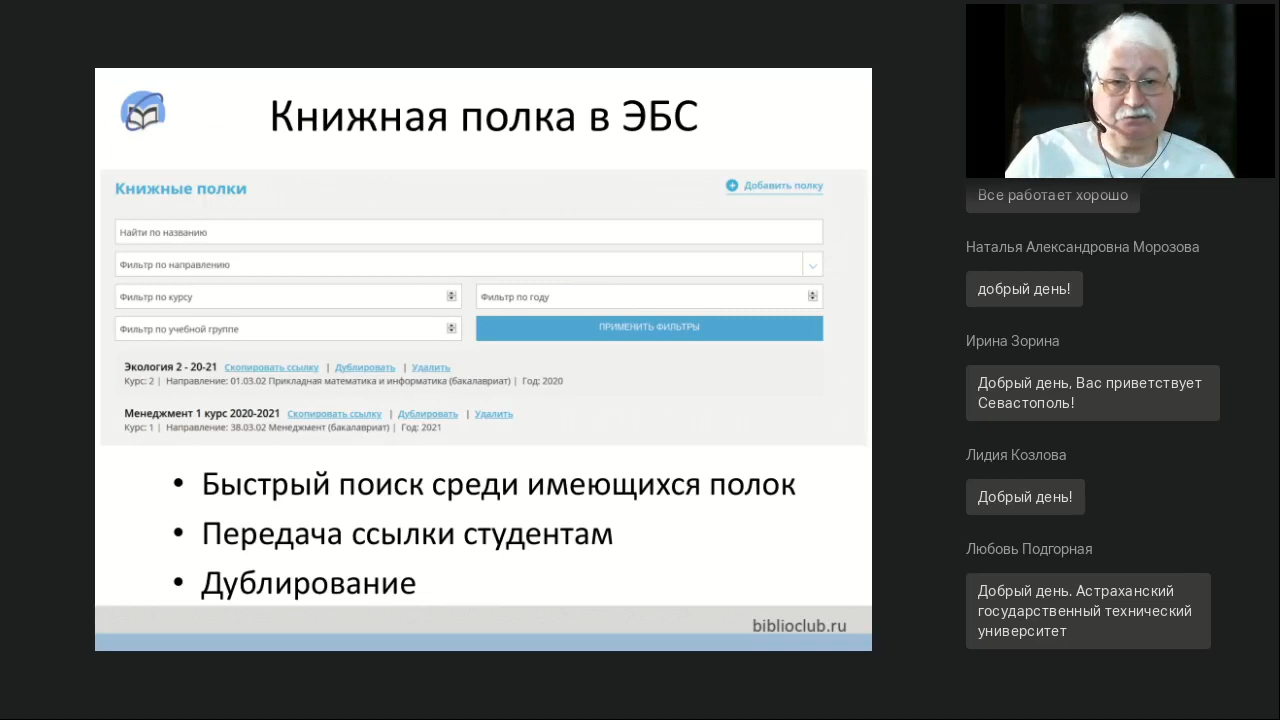 Книжная полка в ЭБС
Книжные полки
Добавить полку
Найти по названию
Фильтр по направлению
Фильтр по курсу
Фильтр по году
Фильтр по учебной группе
ПРИМЕНИТЬ ФИЛЬТРЫ
Экология 2 - 20-21 Скопировать ссылку | Дублировать | Удалить
Курс: 2 | Направление: 01.03.02 Прикладная математика и информатика (бакалавриат) | Год: 2020
Менеджмент 1 курс 2020-2021 Скопировать ссылку | Дублировать | Удалить
Курс: 1 | Направление: 38.03.02 Менеджмент (бакалавриат) | Год: 2021
• Быстрый поиск среди имеющихся полок
• Передача ссылки студентам
• Дублирование
biblioclub.ru
Все работает хорошо
Наталья Александровна Морозова
добрый день!
Ирина Зорина
Добрый день, Вас приветствует
Севастополь!
Лидия Козлова
Добрый день!
Любовь Подгорная
Добрый день. Астраханский
государственный технический
университет